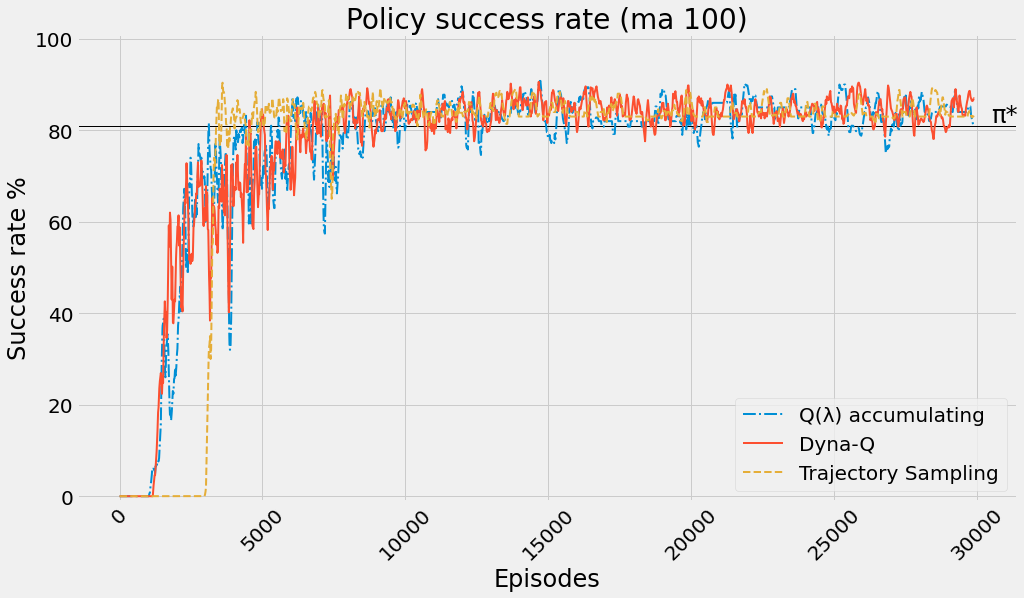 Policy success rate (ma 100)
Success rate %
100
80
60
40
20
0
π*
Q(λ) accumulating
Dyna-Q
Trajectory Sampling
0
5000
10000
15000
20000
25000
30000
Episodes